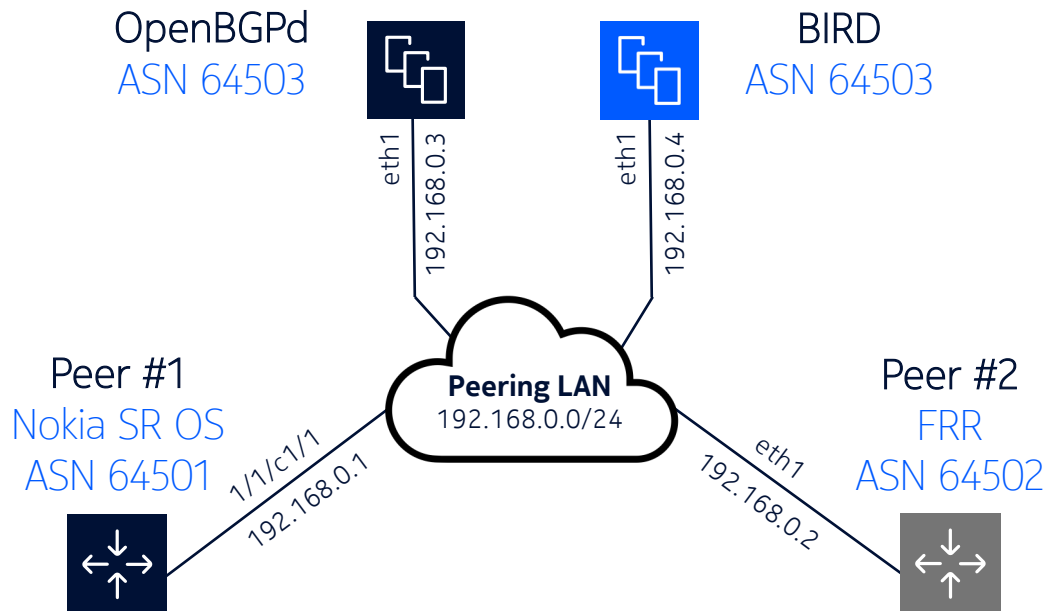 OpenBGPd
ASN 64503
BIRD
ASN 64503
eth1
192.168.0.3
eth1
192.168.0.4
Peering LAN
192.168.0.0/24
Peer #1
Nokia SR OS
ASN 64501
1/1/c1/1
192.168.0.1
Peer #2
FRR
ASN 64502
eth1
192.168.0.2